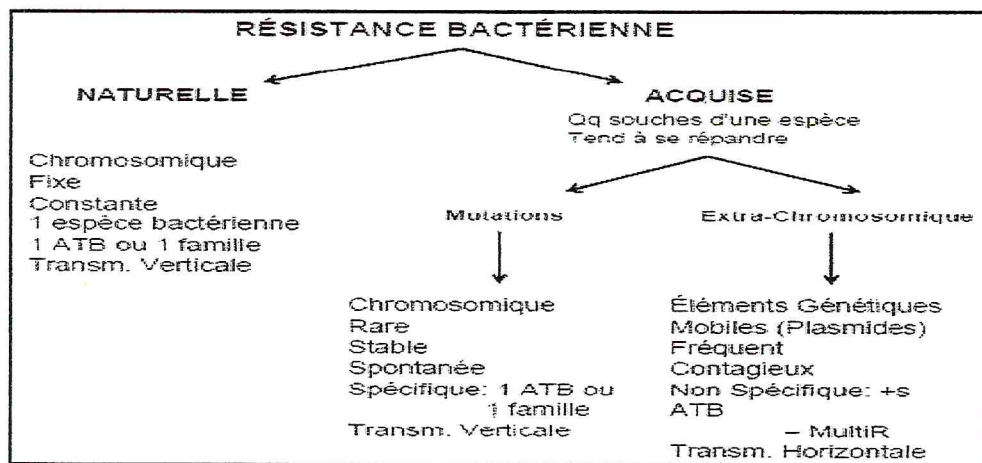 RÉSISTANCE BACTÉRIENNE
NATURELLE
Chromosomique
Fixe
Constante
1 espèce bactérienne
1 ATB ou 1 famille
Transm. Verticale
ACQUISE
Qq souches d'une espèce
Tend à se répandre
Mutations
Chromosomique
Rare
Stable
Spontanée
Spécifique: 1 ATB ou
1 famille
Transm. Verticale
Extra-Chromosomique
Éléments Génétiques
Mobiles (Plasmides)
Fréquent
Contagieux
Non Spécifique: +s
ATB
– MultiR
Transm. Horizontale